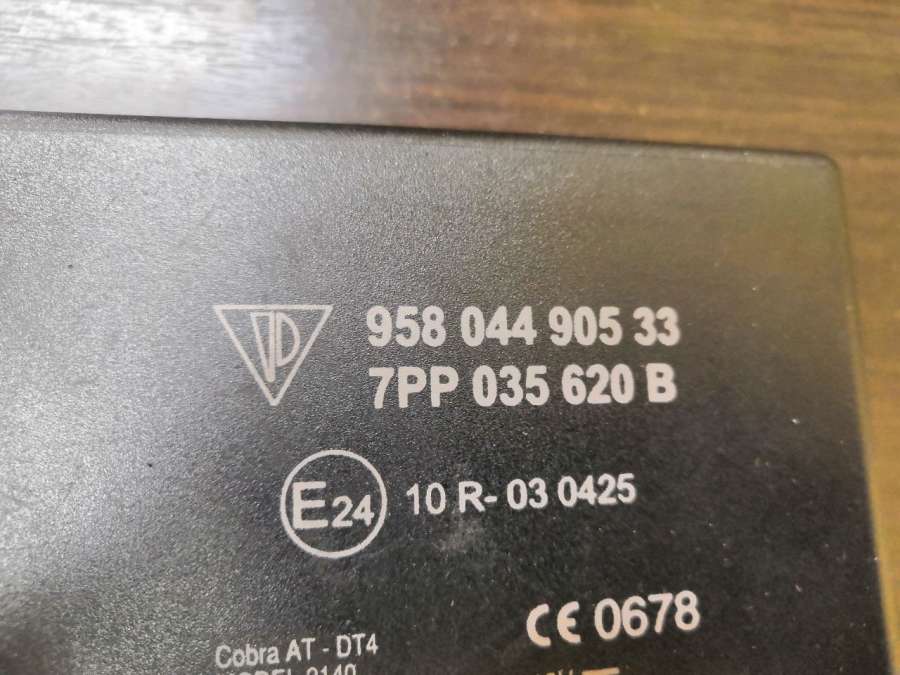 958 044 905 33
7PP 035 620 B
E24 10 R- 03 0425
CE 0678
Cobra AT - DT4